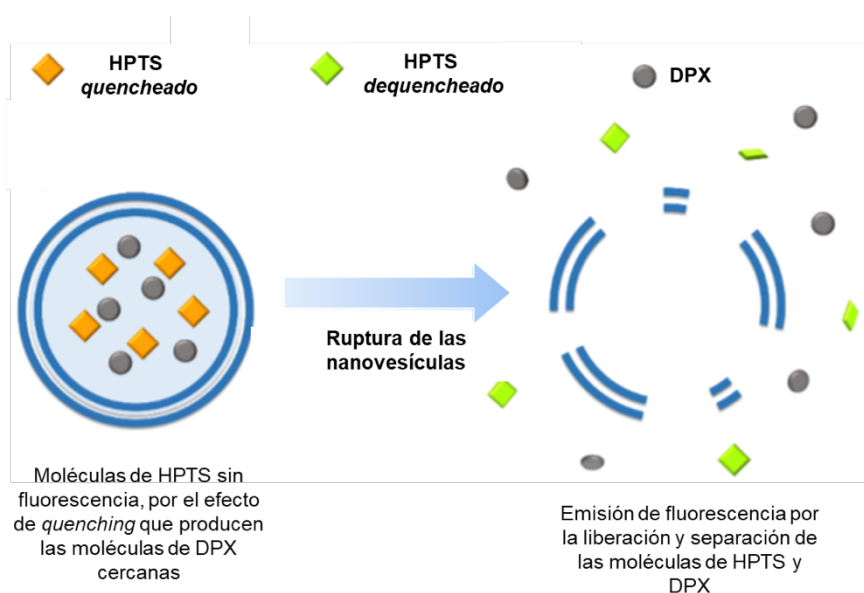 HPTS
quencheado
HPTS
dequencheado
DPX
Ruptura de las
nanovesículas
Moléculas de HPTS sin
fluorescencia, por el efecto
de quenching que producen
las moléculas de DPX
cercanas
Emisión de fluorescencia por
la liberación y separación de
las moléculas de HPTS y
DPX